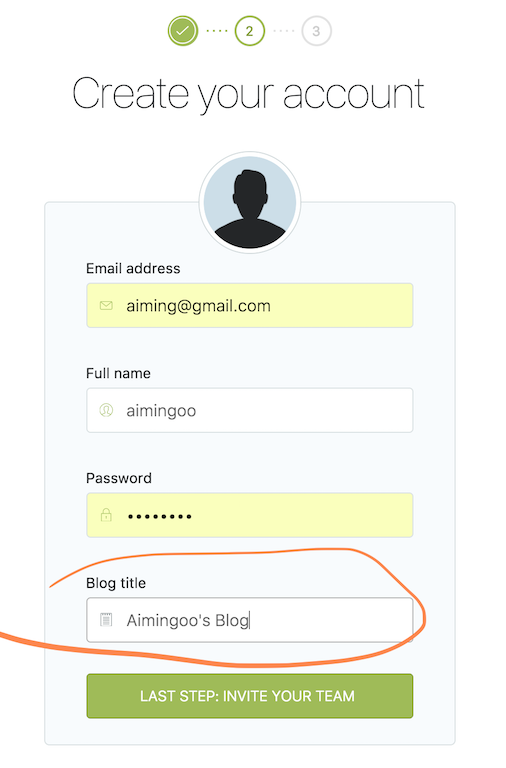 2
3
Create your account
Email address
aiming@gmail.com
Full name
aimingoo
Password
••••••••
Blog title
Aimingoo's Blog
LAST STEP: INVITE YOUR TEAM